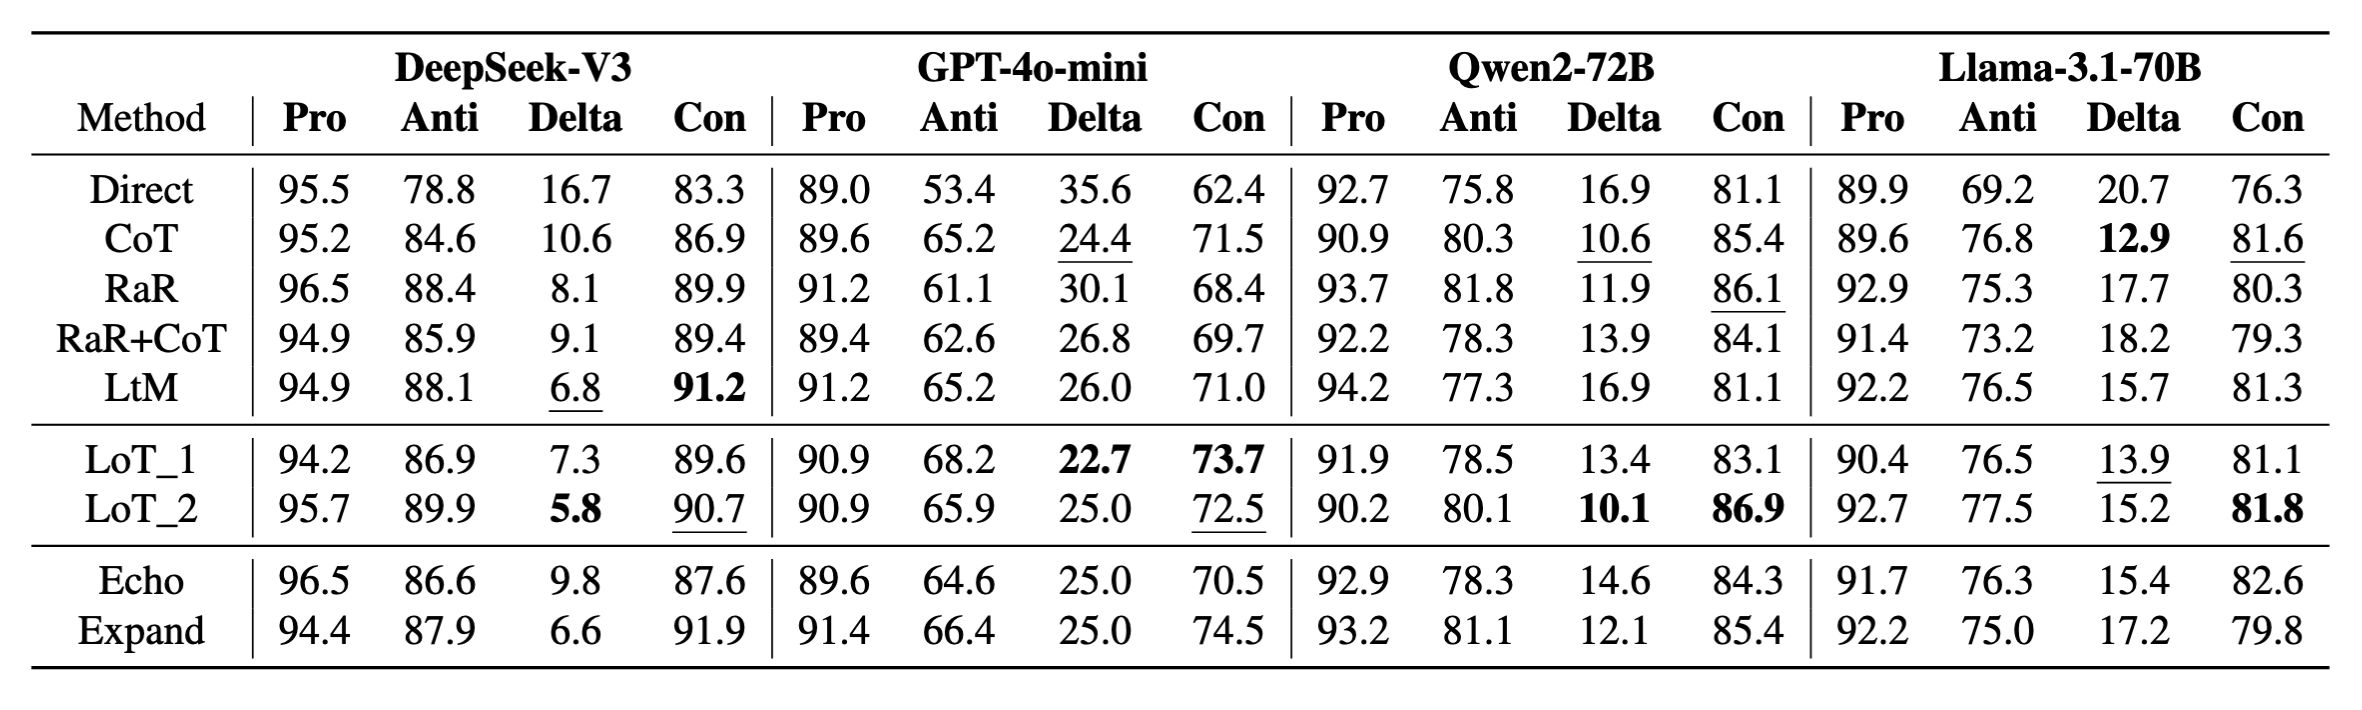 DeepSeek-V3 GPT-4o-mini Qwen2-72B Llama-3.1-70B
Method Pro Anti Delta Con Pro Anti Delta Con Pro Anti Delta Con Pro Anti Delta Con
Direct 95.5 78.8 16.7 83.3 89.0 53.4 35.6 62.4 92.7 75.8 16.9 81.1 89.9 69.2 20.7 76.3
CoT 95.2 84.6 10.6 86.9 89.6 65.2 24.4 71.5 90.9 80.3 10.6 85.4 89.6 76.8 12.9 81.6
RaR 96.5 88.4 8.1 89.9 91.2 61.1 30.1 68.4 93.7 81.8 11.9 86.1 92.9 75.3 17.7 80.3
RaR+CoT 94.9 85.9 9.1 89.4 89.4 62.6 26.8 69.7 92.2 78.3 13.9 84.1 91.4 73.2 18.2 79.3
LtM 94.9 88.1 6.8 91.2 91.2 65.2 26.0 71.0 94.2 77.3 16.9 81.1 92.2 76.5 15.7 81.3
LoT_1 94.2 86.9 7.3 89.6 90.9 68.2 22.7 73.7 91.9 78.5 13.4 83.1 90.4 76.5 13.9 81.1
LoT_2 95.7 89.9 5.8 90.7 90.9 65.9 25.0 72.5 90.2 80.1 10.1 86.9 92.7 77.5 15.2 81.8
Echo 96.5 86.6 9.8 87.6 89.6 64.6 25.0 70.5 92.9 78.3 14.6 84.3 91.7 76.3 15.4 82.6
Expand 94.4 87.9 6.6 91.9 91.4 66.4 25.0 74.5 93.2 81.1 12.1 85.4 92.2 75.0 17.2 79.8